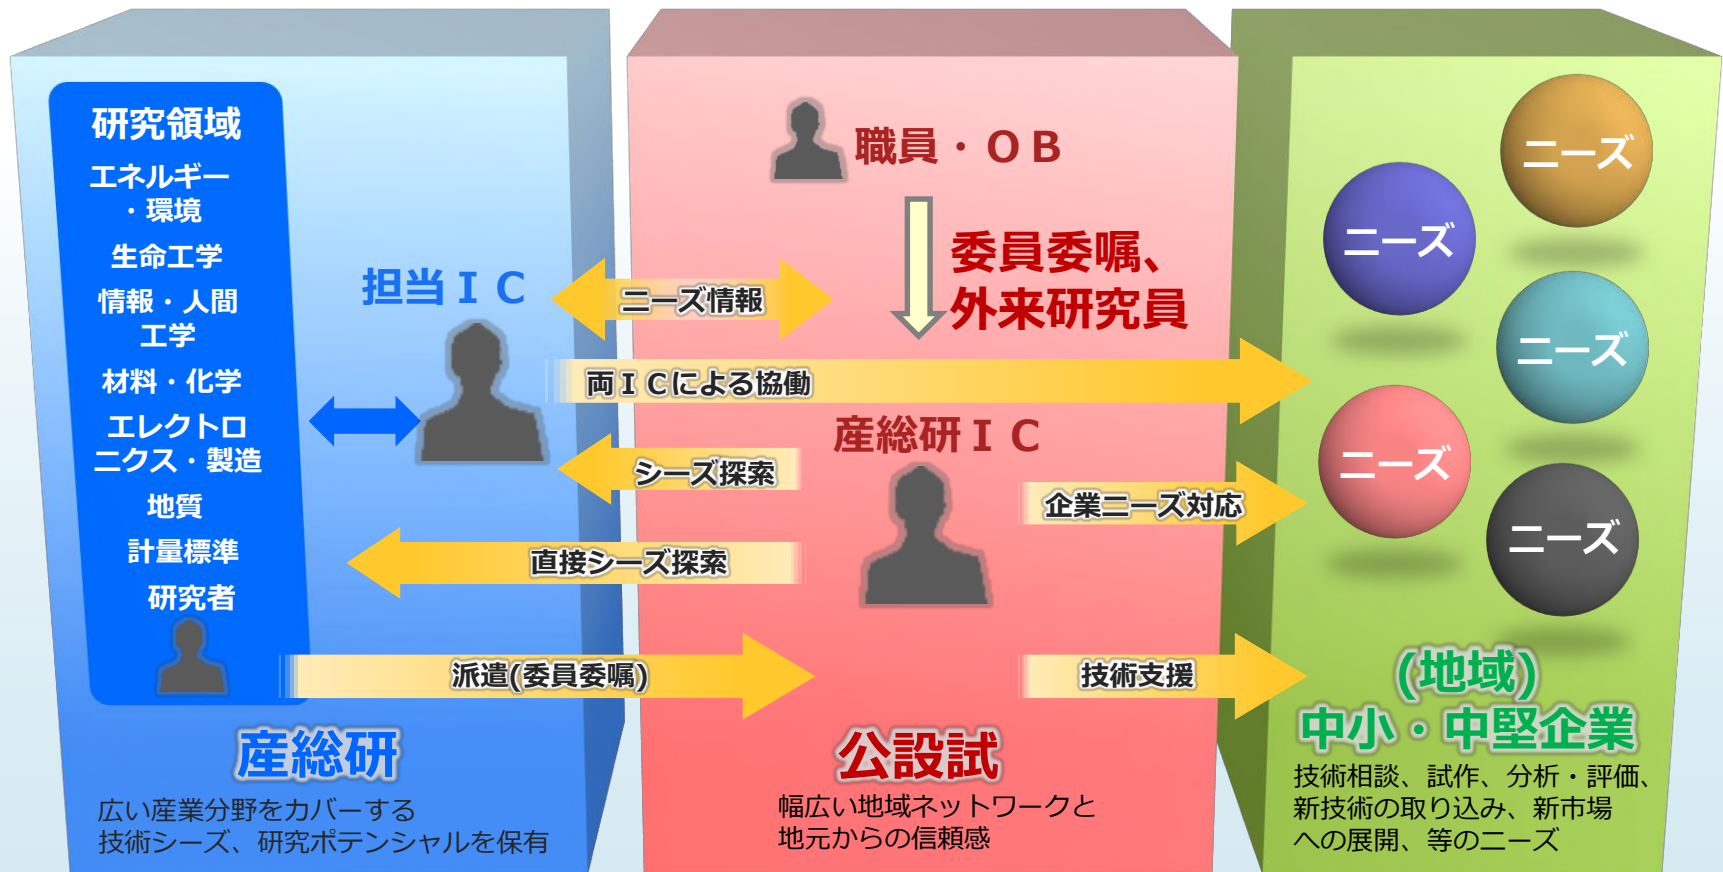 研究領域
エネルギー
・環境
生命工学
情報・人間
工学
材料・化学
エレクトロ
ニクス・製造
地質
計量標準
研究者
担当ＩＣ
産総研
広い産業分野をカバーする
技術シーズ、研究ポテンシャルを保有
職員・ＯＢ
委員委嘱、
外来研究員
ニーズ情報
両ＩＣによる協働
産総研ＩＣ
シーズ探索
企業ニーズ対応
直接シーズ探索
派遣(委員委嘱)
技術支援
公設試
幅広い地域ネットワークと
地元からの信頼感
ニーズ
ニーズ
ニーズ
ニーズ
ニーズ
(地域)
中小・中堅企業
技術相談、試作、分析・評価、
新技術の取り込み、新市場
への展開、等のニーズ